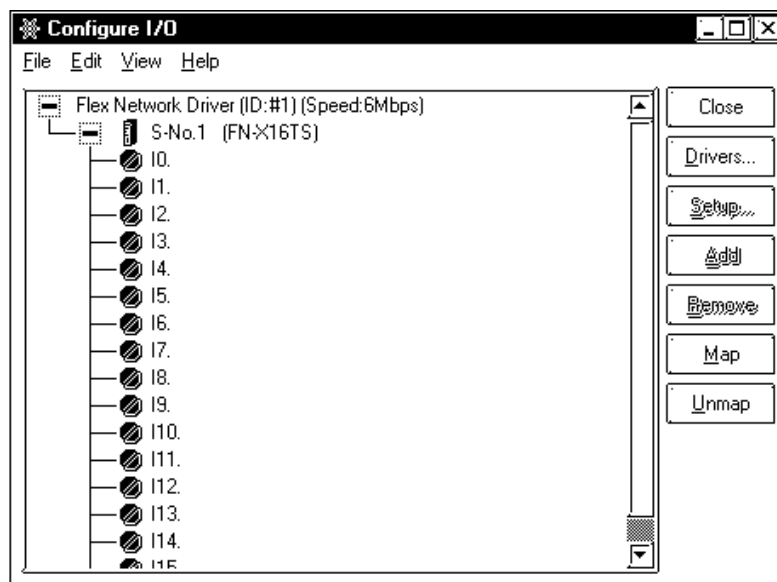 Configure I/O
File Edit View Help
Flex Network Driver (ID:#1) (Speed:6Mbps)
S-No.1 (FN-X16TS)
I0.
I1.
I2.
I3.
I4.
I5.
I6.
I7.
I8.
I9.
I10.
I11.
I12.
I13.
I14.
I15
Close
Drivers...
Setup...
Add
Remove
Map
Unmap